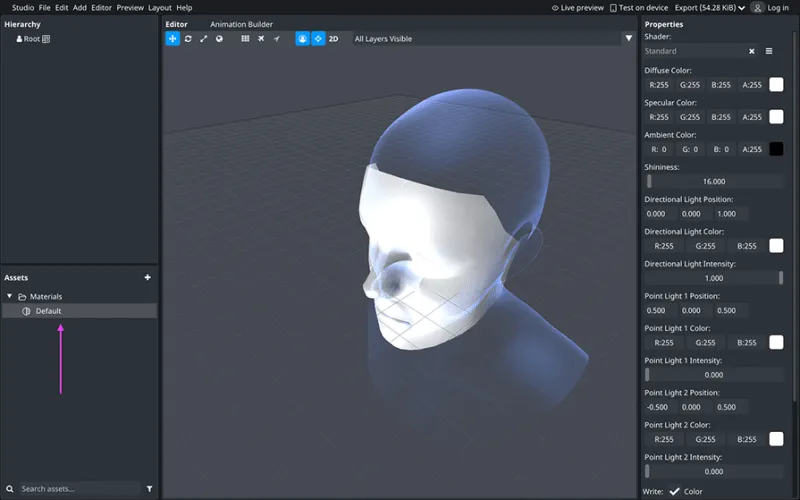 Studio File Edit Add Editor Preview Layout Help
Live preview Test on device Export (54.28 KiB) Log in
Hierarchy
Root
Assets
Materials
Default
Search assets...
Editor Animation Builder
2D All Layers Visible
Properties
Shader:
Standard
Diffuse Color:
R:255 G:255 B:255 A:255
Specular Color:
R:255 G:255 B:255 A:255
Ambient Color:
R: 0 G: 0 B: 0 A:255
Shininess:
16.000
Directional Light Position:
0.000 0.000 1.000
Directional Light Color:
R:255 G:255 B:255
Directional Light Intensity:
1.000
Point Light 1 Position:
0.500 0.000 0.500
Point Light 1 Color:
R:255 G:255 B:255
Point Light 1 Intensity:
0.000
Point Light 2 Position:
-0.500 0.000 0.500
Point Light 2 Color:
R:255 G:255 B:255
Point Light 2 Intensity:
0.000
Write: Color